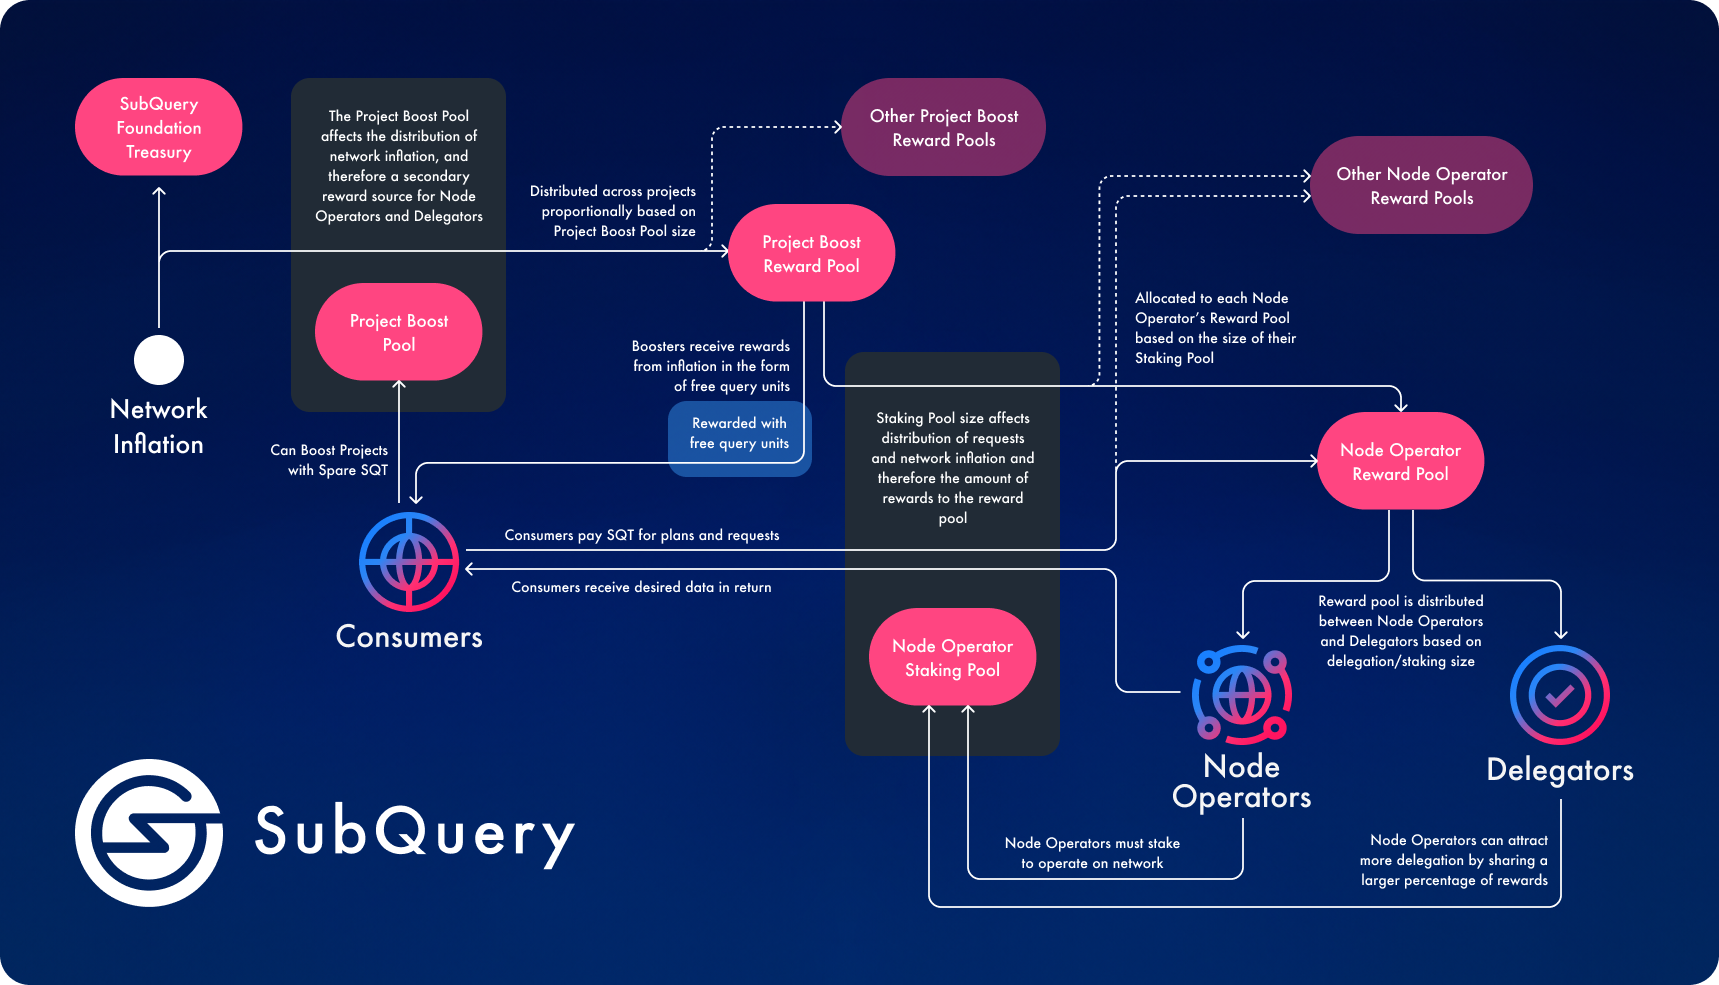 SubQuery
Foundation
Treasury
The Project Boost Pool
affects the distribution of
network inflation, and
therefore a secondary
reward source for Node
Operators and Delegators
Distributed across projects
proportionally based on
Project Boost Pool size
Other Project Boost
Reward Pools
Other Node Operator
Reward Pools
Project Boost
Reward Pool
Project Boost
Pool
Network
Inflation
Boosters receive rewards
from inflation in the form
of free query units
Rewarded with
free query units
Allocated to each Node
Operator’s Reward Pool
based on the size of their
Staking Pool
Can Boost Projects
with Spare SQT
Staking Pool size affects
distribution of requests
and network inflation and
therefore the amount of
rewards to the reward
pool
Node Operator
Reward Pool
Consumers pay SQT for plans and requests
Consumers receive desired data in return
Consumers
Node Operator
Staking Pool
Reward pool is distributed
between Node Operators
and Delegators based on
delegation/staking size
Node
Operators
Delegators
SubQuery
Node Operators must stake
to operate on network
Node Operators can attract
more delegation by sharing a
larger percentage of rewards